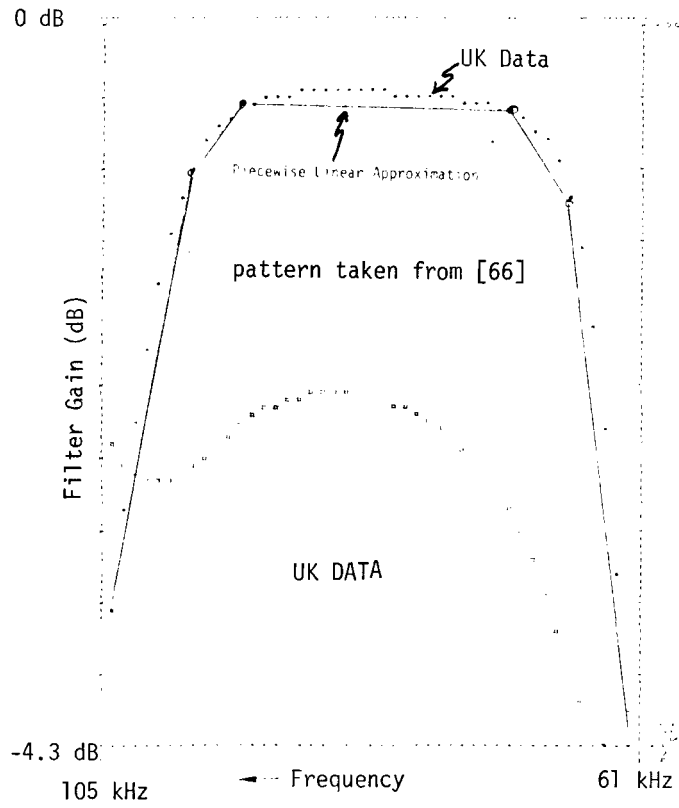 0 dB
UK Data
Piecewise Linear Approximation
pattern taken from [66]
Filter Gain (dB)
UK DATA
-4.3 dB
105 kHz
Frequency
61 kHz